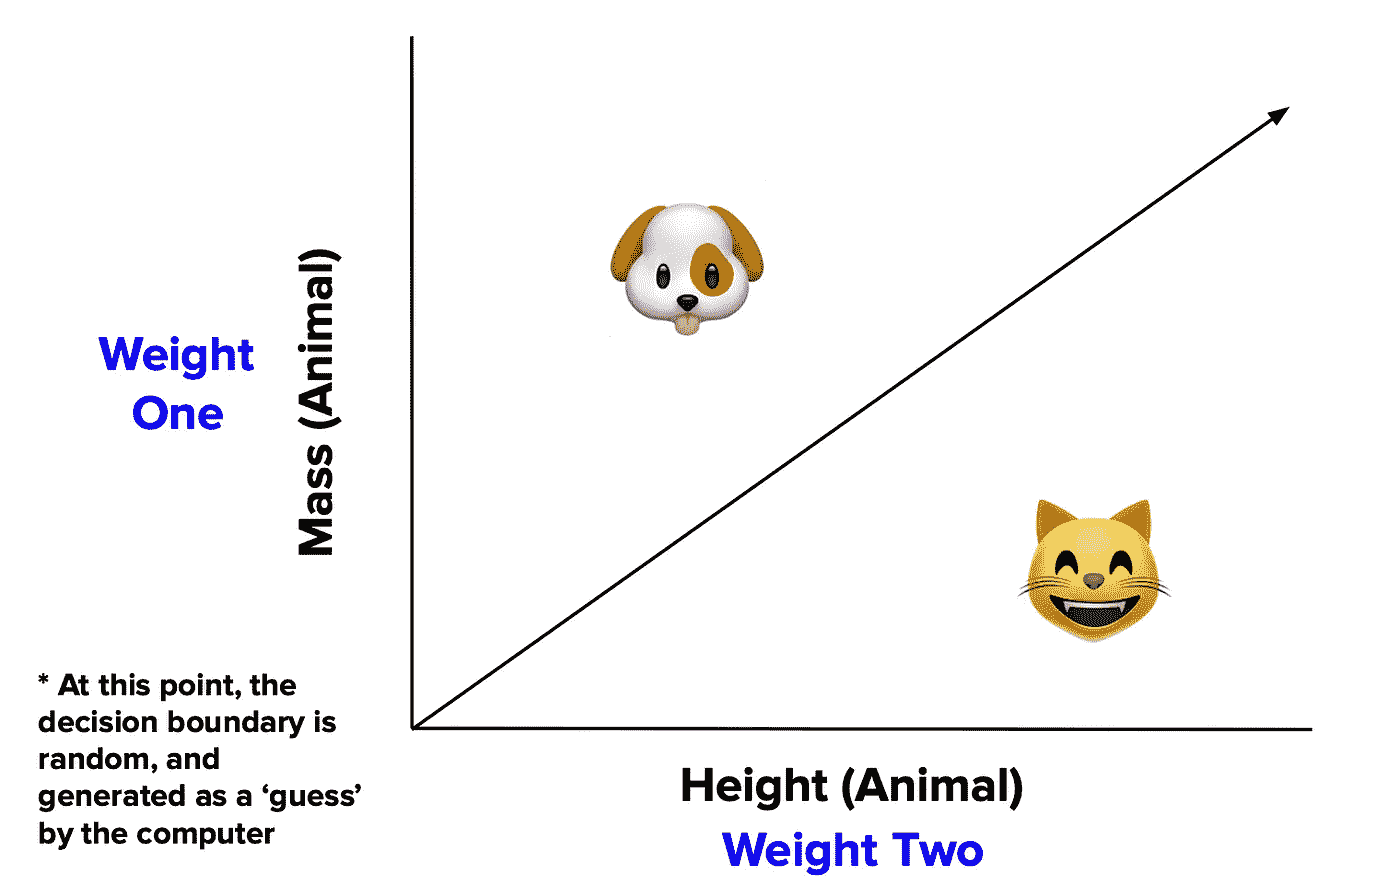 Weight
One
Mass (Animal)
* At this point, the
decision boundary is
random, and
generated as a ‘guess’
by the computer
Height (Animal)
Weight Two